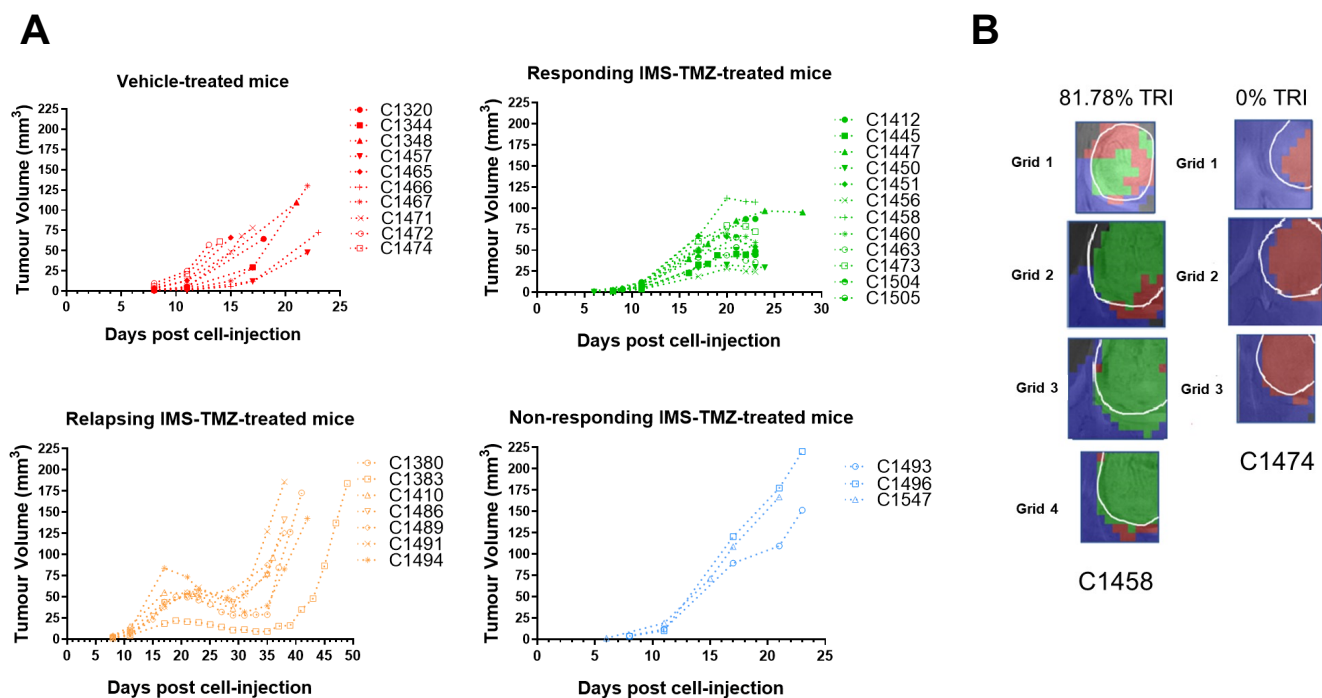 A
B
Vehicle-treated mice
Tumour Volume (mm3)
225
200
175
150
125
100
75
50
25
0
0 5 10 15 20 25
Days post cell-injection
C1320
C1344
C1348
C1457
C1465
C1466
C1467
C1471
C1472
C1474
Responding IMS-TMZ-treated mice
Tumour Volume (mm3)
225
200
175
150
125
100
75
50
25
0
0 5 10 15 20 25 30
Days post cell-injection
C1412
C1445
C1447
C1450
C1451
C1456
C1458
C1460
C1463
C1473
C1504
C1505
Relapsing IMS-TMZ-treated mice
Tumour Volume (mm3)
225
200
175
150
125
100
75
50
25
0
0 5 10 15 20 25 30 35 40 45 50
Days post cell-injection
C1380
C1383
C1410
C1486
C1489
C1491
C1494
Non-responding IMS-TMZ-treated mice
Tumour Volume (mm3)
225
200
175
150
125
100
75
50
25
0
0 5 10 15 20 25
Days post cell-injection
C1493
C1496
C1547
81.78% TRI
Grid 1
Grid 2
Grid 3
Grid 4
C1458
0% TRI
Grid 1
Grid 2
Grid 3
C1474